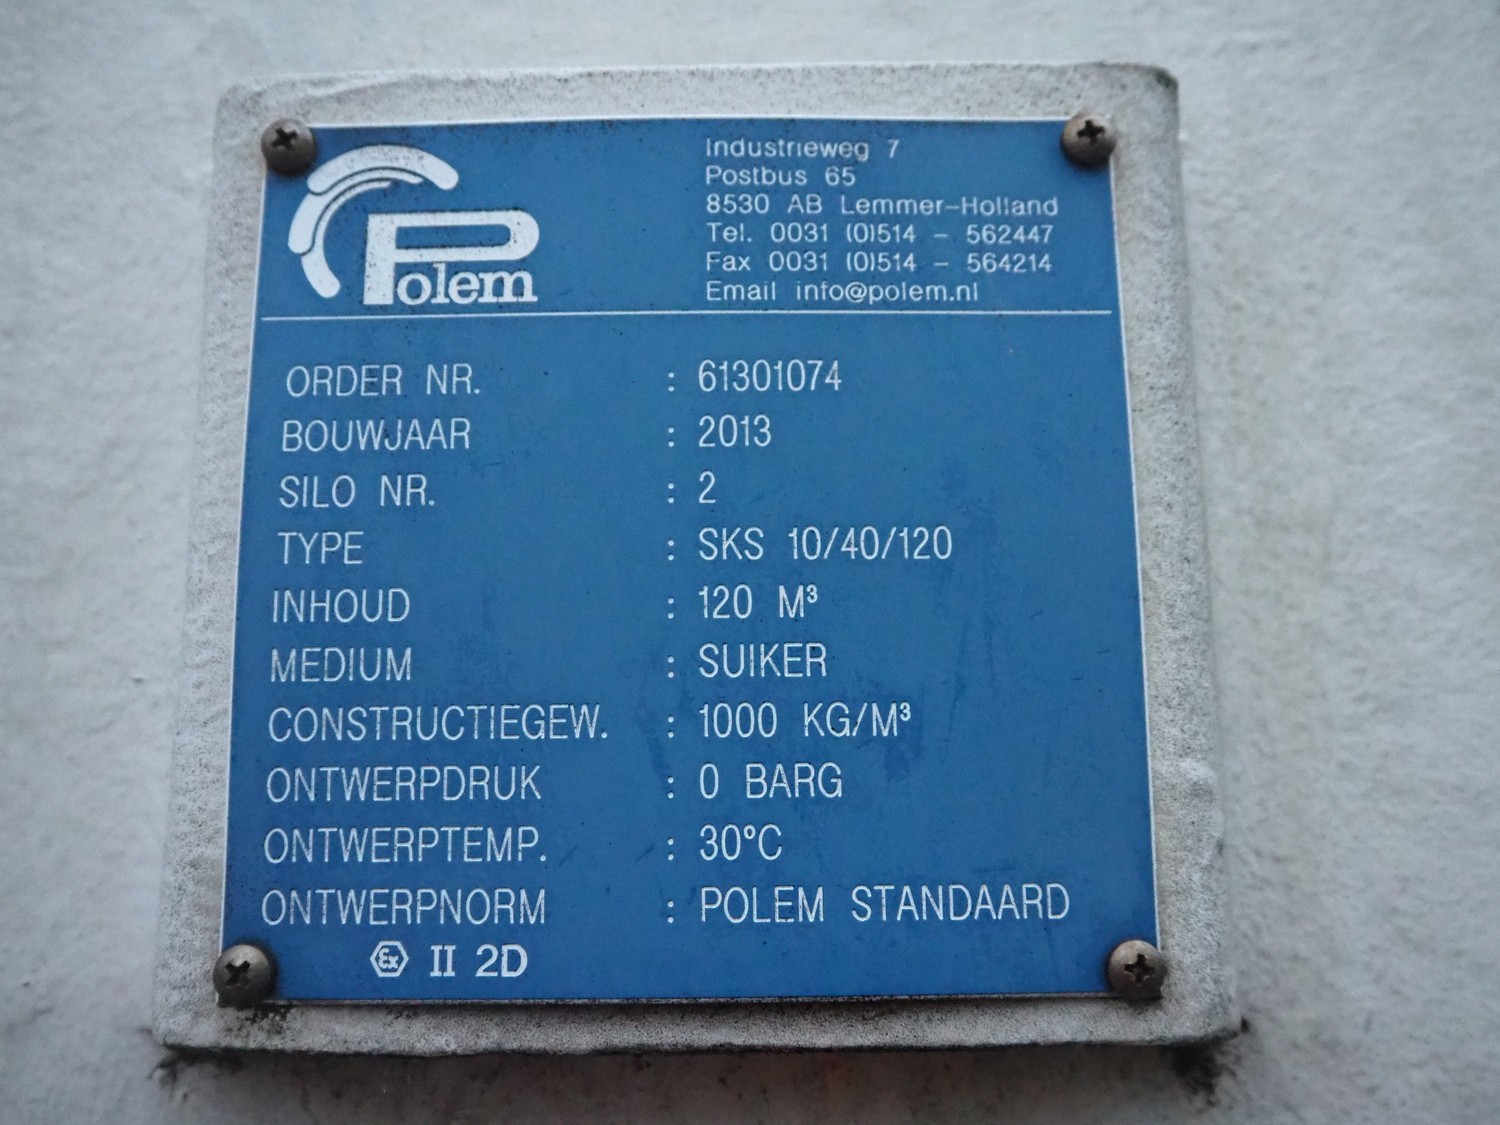 Polem
Industrieweg 7
Postbus 65
8530 AB Lemmer-Holland
Tel. 0031 (0)514 - 562447
Fax 0031 (0)514 - 564214
Email info@polem.nl
ORDER NR. : 61301074
BOUWJAAR : 2013
SILO NR. : 2
TYPE : SKS 10/40/120
INHOUD : 120 M³
MEDIUM : SUIKER
CONSTRUCTIEGEW. : 1000 KG/M³
ONTWERPDRUK : 0 BARG
ONTWERPTEMP. : 30°C
ONTWERPNORM : POLEM STANDAARD
Ex II 2D